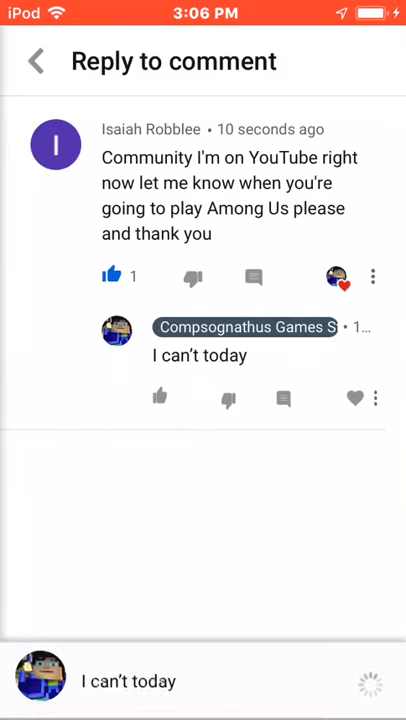 iPod 3:06 PM
Reply to comment
Isaiah Robblee • 10 seconds ago
Community I'm on YouTube right
now let me know when you're
going to play Among Us please
and thank you
1
Compsognathus Games S • 1...
I can't today
I can't today